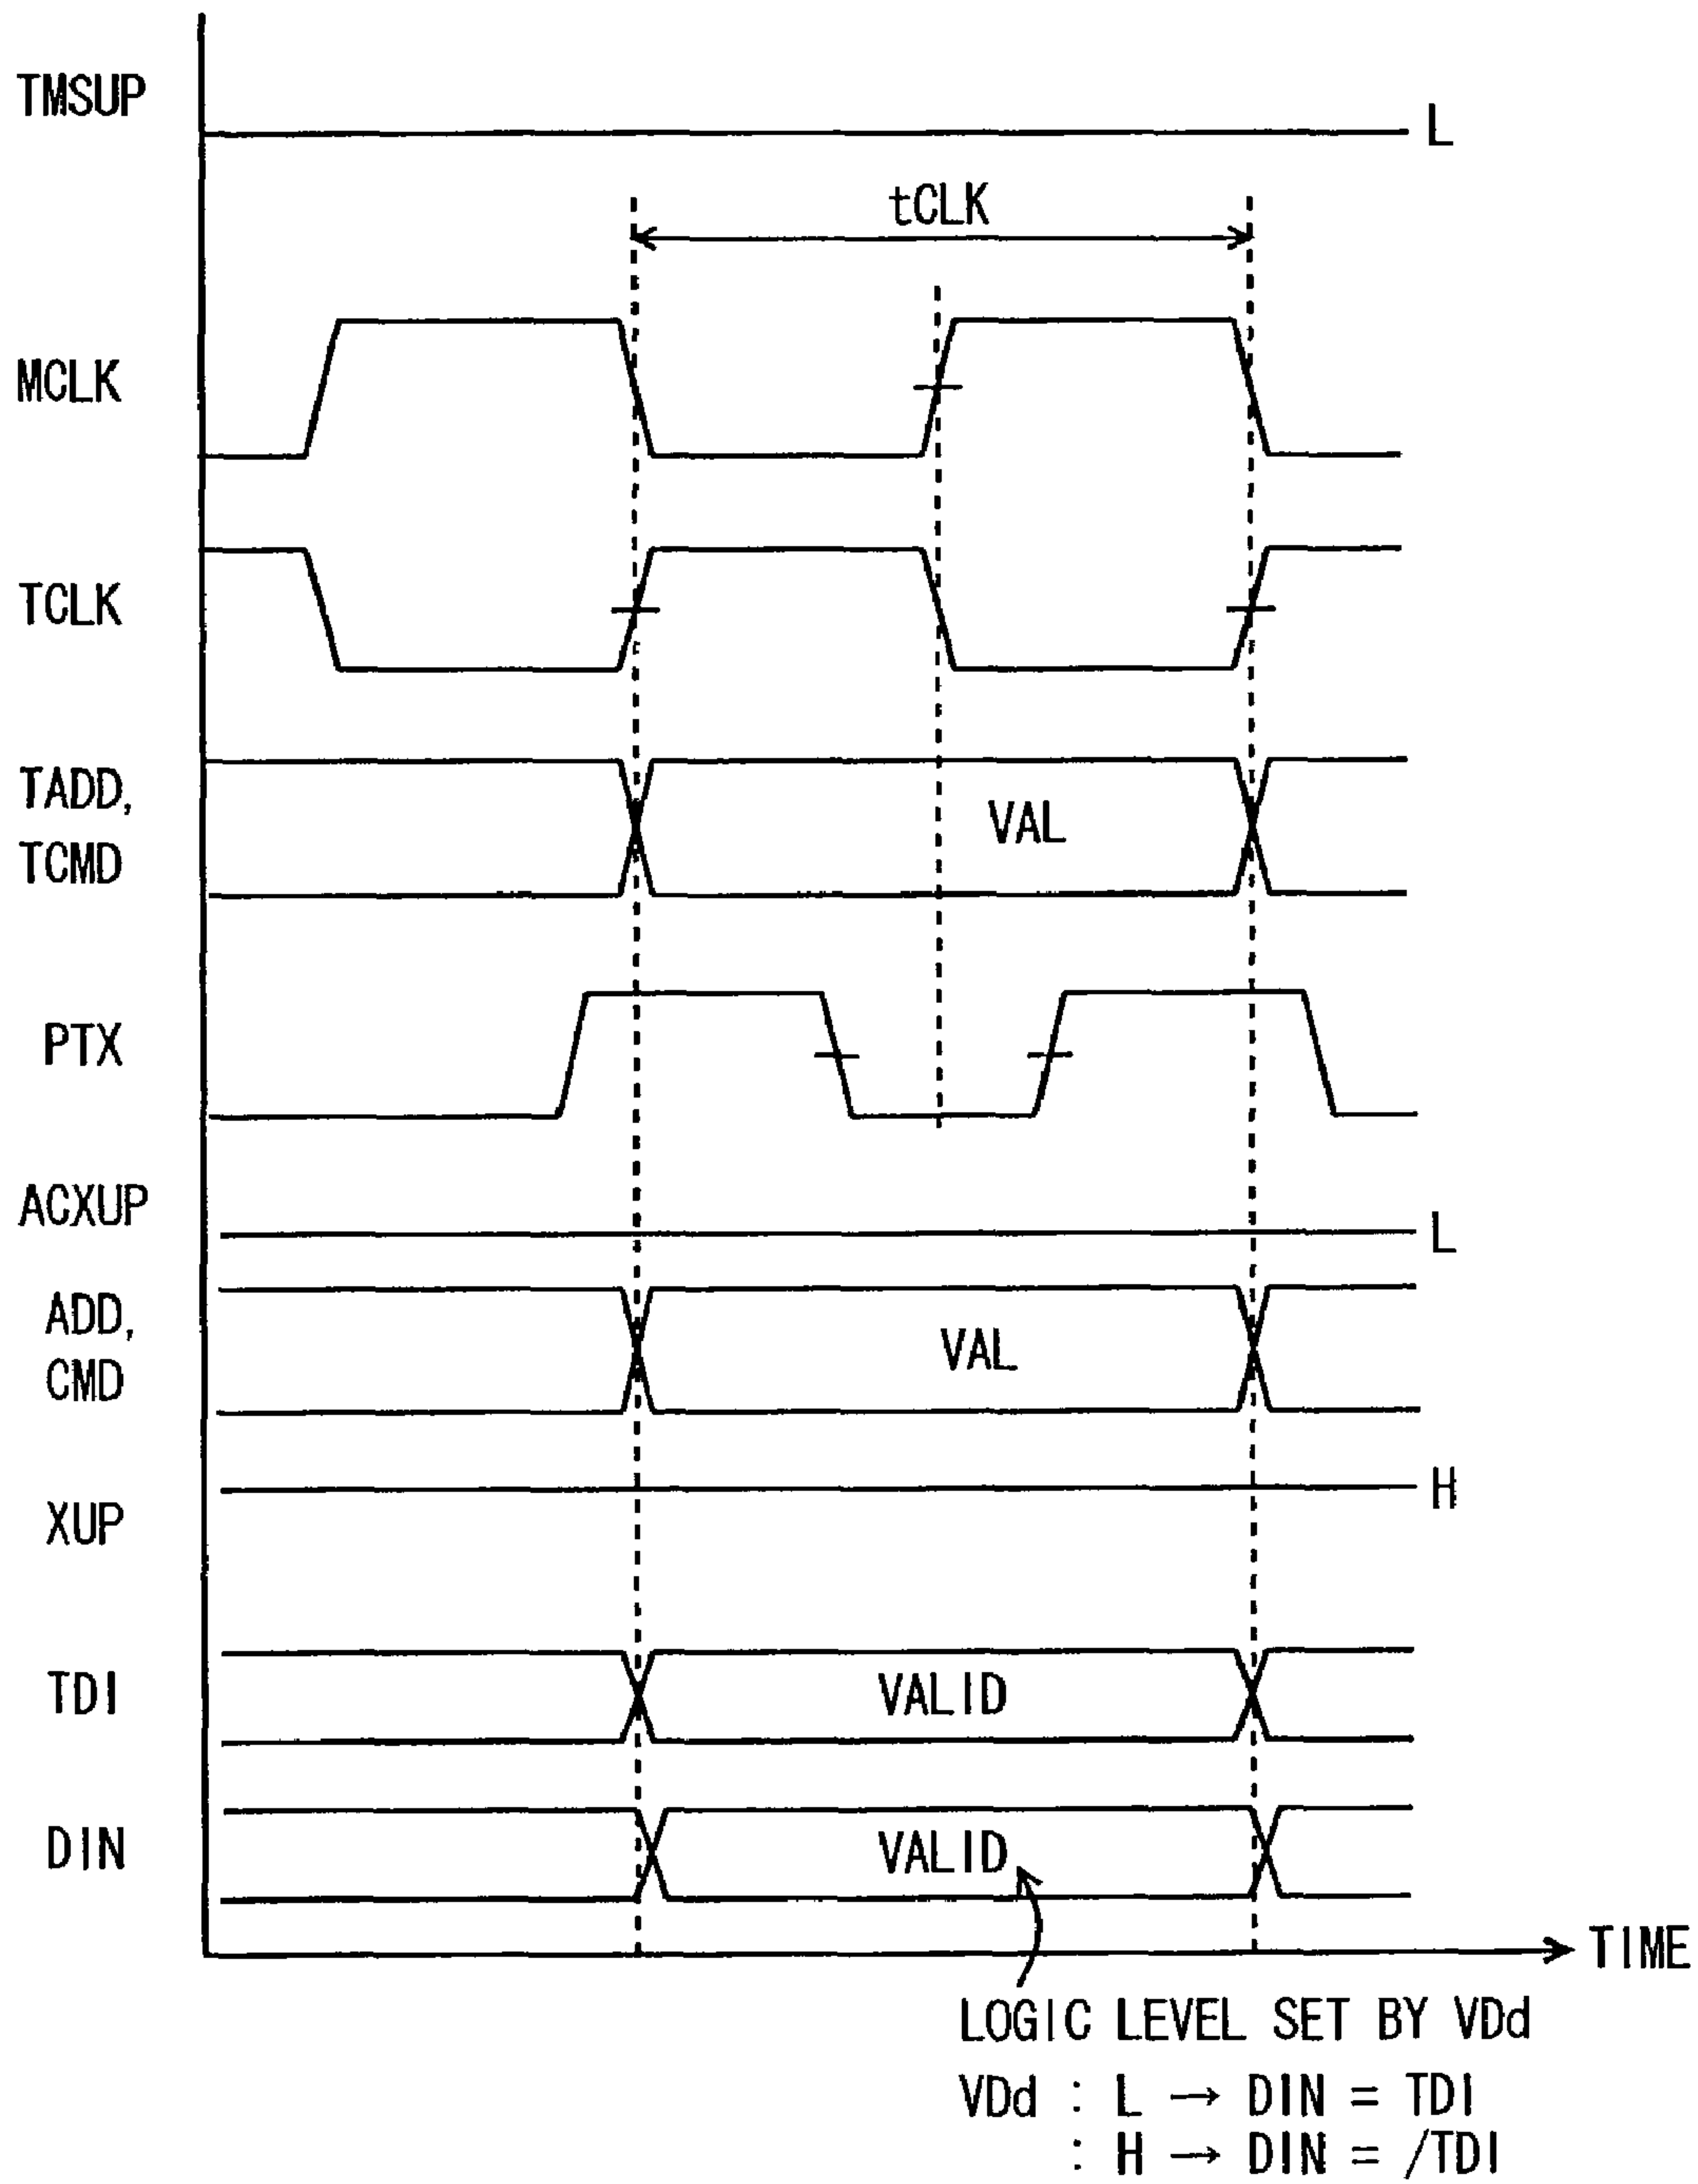 TMSUP
L
tCLK
MCLK
TCLK
TADD,
TCMD
VAL
PTX
ACXUP
L
ADD,
CMD
VAL
XUP
H
TDI
VALID
DIN
VALID
TIME
LOGIC LEVEL SET BY VDd
VDd : L → DIN = TDI
: H → DIN = /TDI